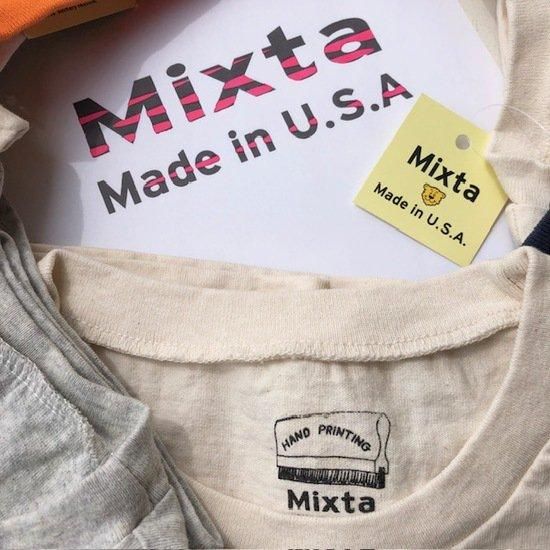 Mixta
Made in U.S.A
Mixta
Made in U.S.A.
HAND PRINTING
Mixta